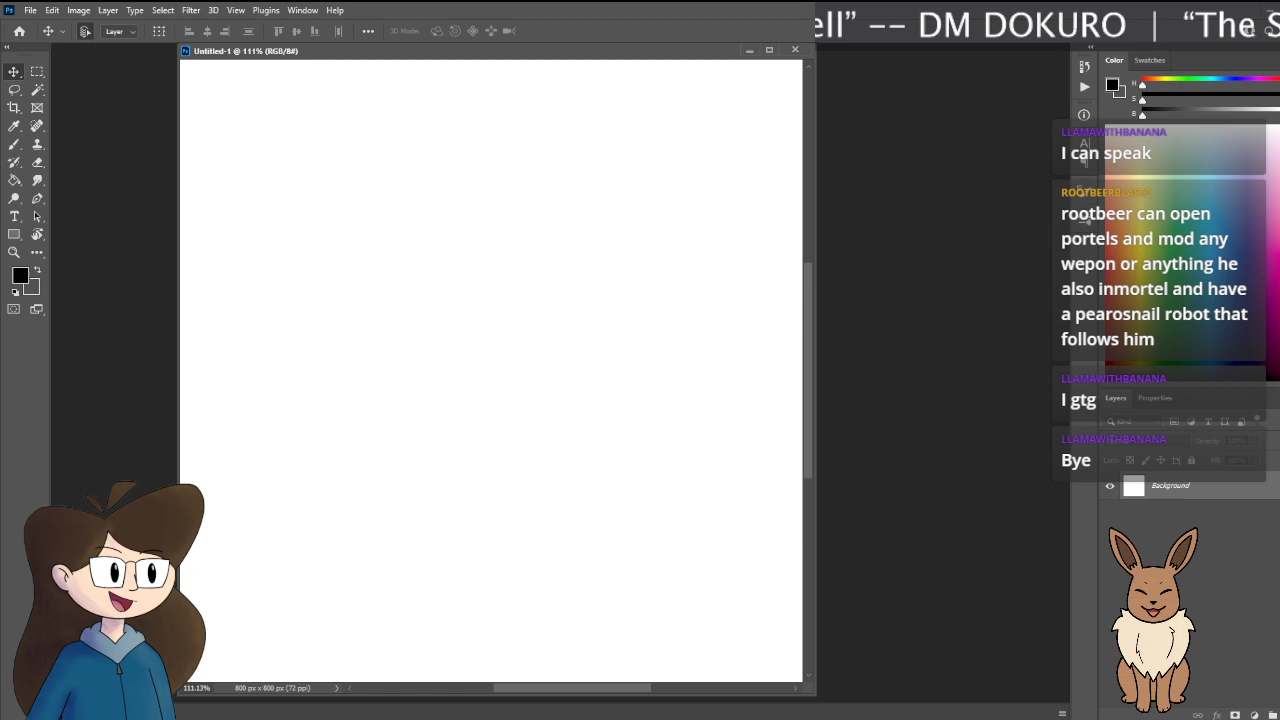 File Edit Image Layer Type Select Filter 3D View Plugins Window Help
ell” -- DM DOKURO | “The S
Layer
3D Mode:
Untitled-1 @ 111% (RGB/8#)
Color Swatches
H
S
B
LLAMAWITHBANANA
I can speak
rootbeer can open
portels and mod any
wepon or anything he
also inmortel and have
a pearosnail robot that
follows him
LLAMAWITHBANANA
I gtg
Layers Properties
LLAMAWITHBANANA
Bye
Background
111.13% 800 px x 800 px (72 ppi)